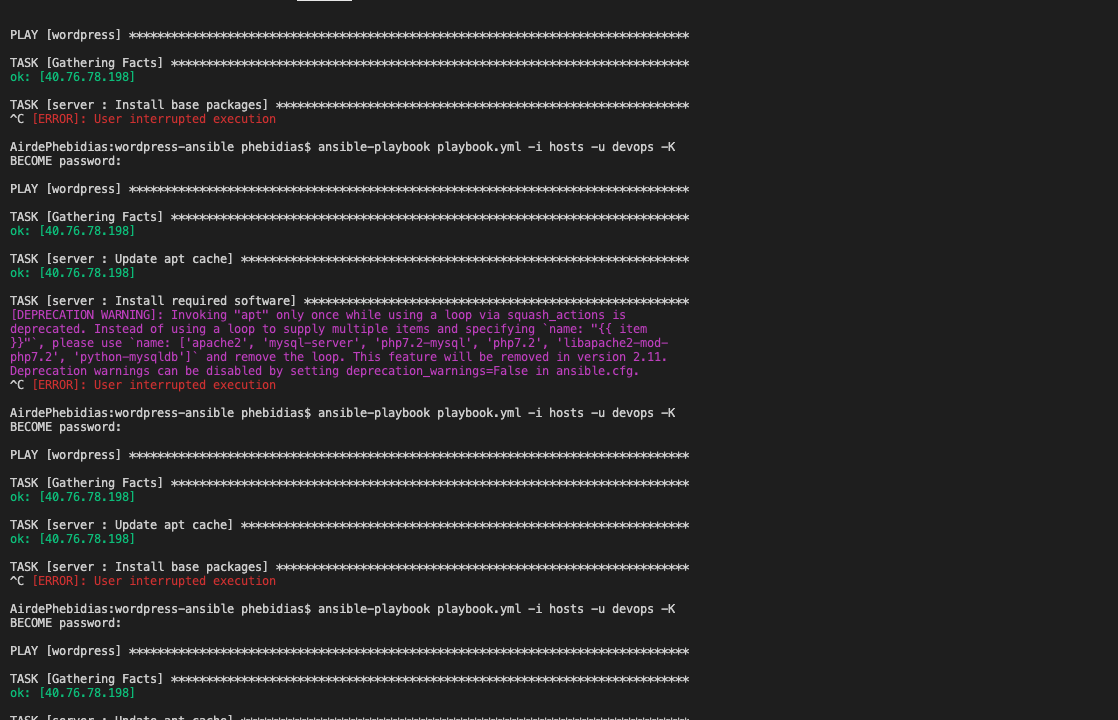 PLAY [wordpress] ********************************************************************************
TASK [Gathering Facts] **************************************************************************
ok: [40.76.78.198]
TASK [server : Install base packages] ***********************************************************
^C [ERROR]: User interrupted execution
AirdePhebidias:wordpress-ansible phebidias$ ansible-playbook playbook.yml -i hosts -u devops -K
BECOME password:
PLAY [wordpress] ********************************************************************************
TASK [Gathering Facts] **************************************************************************
ok: [40.76.78.198]
TASK [server : Update apt cache] ****************************************************************
ok: [40.76.78.198]
TASK [server : Install required software] *******************************************************
[DEPRECATION WARNING]: Invoking "apt" only once while using a loop via squash_actions is
deprecated. Instead of using a loop to supply multiple items and specifying `name: "{{ item
}}"`, please use `name: ['apache2', 'mysql-server', 'php7.2-mysql', 'php7.2', 'libapache2-mod-
php7.2', 'python-mysqldb']` and remove the loop. This feature will be removed in version 2.11.
Deprecation warnings can be disabled by setting deprecation_warnings=False in ansible.cfg.
^C [ERROR]: User interrupted execution
AirdePhebidias:wordpress-ansible phebidias$ ansible-playbook playbook.yml -i hosts -u devops -K
BECOME password:
PLAY [wordpress] ********************************************************************************
TASK [Gathering Facts] **************************************************************************
ok: [40.76.78.198]
TASK [server : Update apt cache] ****************************************************************
ok: [40.76.78.198]
TASK [server : Install base packages] ***********************************************************
^C [ERROR]: User interrupted execution
AirdePhebidias:wordpress-ansible phebidias$ ansible-playbook playbook.yml -i hosts -u devops -K
BECOME password:
PLAY [wordpress] ********************************************************************************
TASK [Gathering Facts] **************************************************************************
ok: [40.76.78.198]
TASK [server : Update apt cache] ****************************************************************